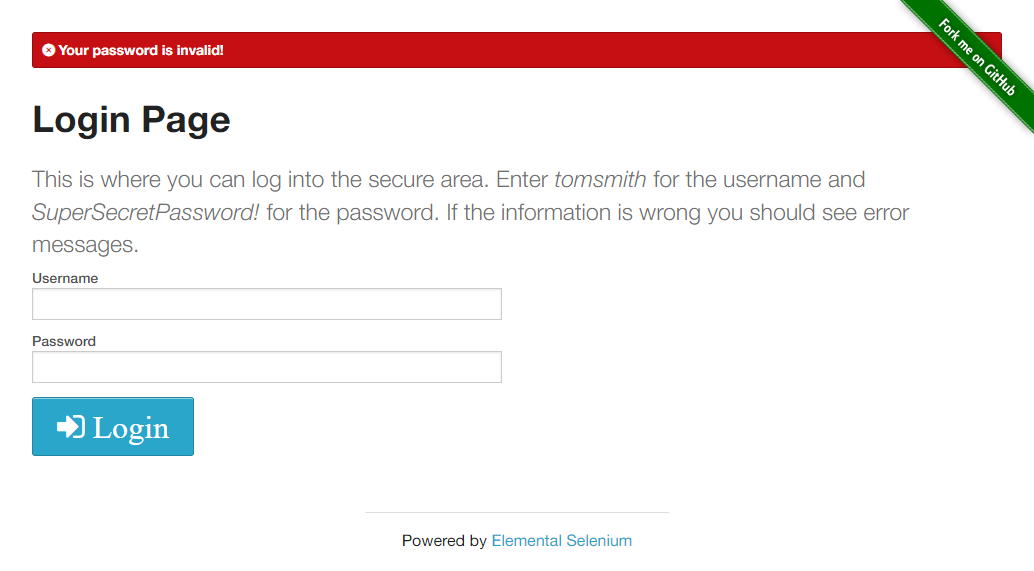 Your password is invalid!
Fork me on GitHub
Login Page
This is where you can log into the secure area. Enter tomsmith for the username and
SuperSecretPassword! for the password. If the information is wrong you should see error
messages.
Username
Password
Login
Powered by Elemental Selenium